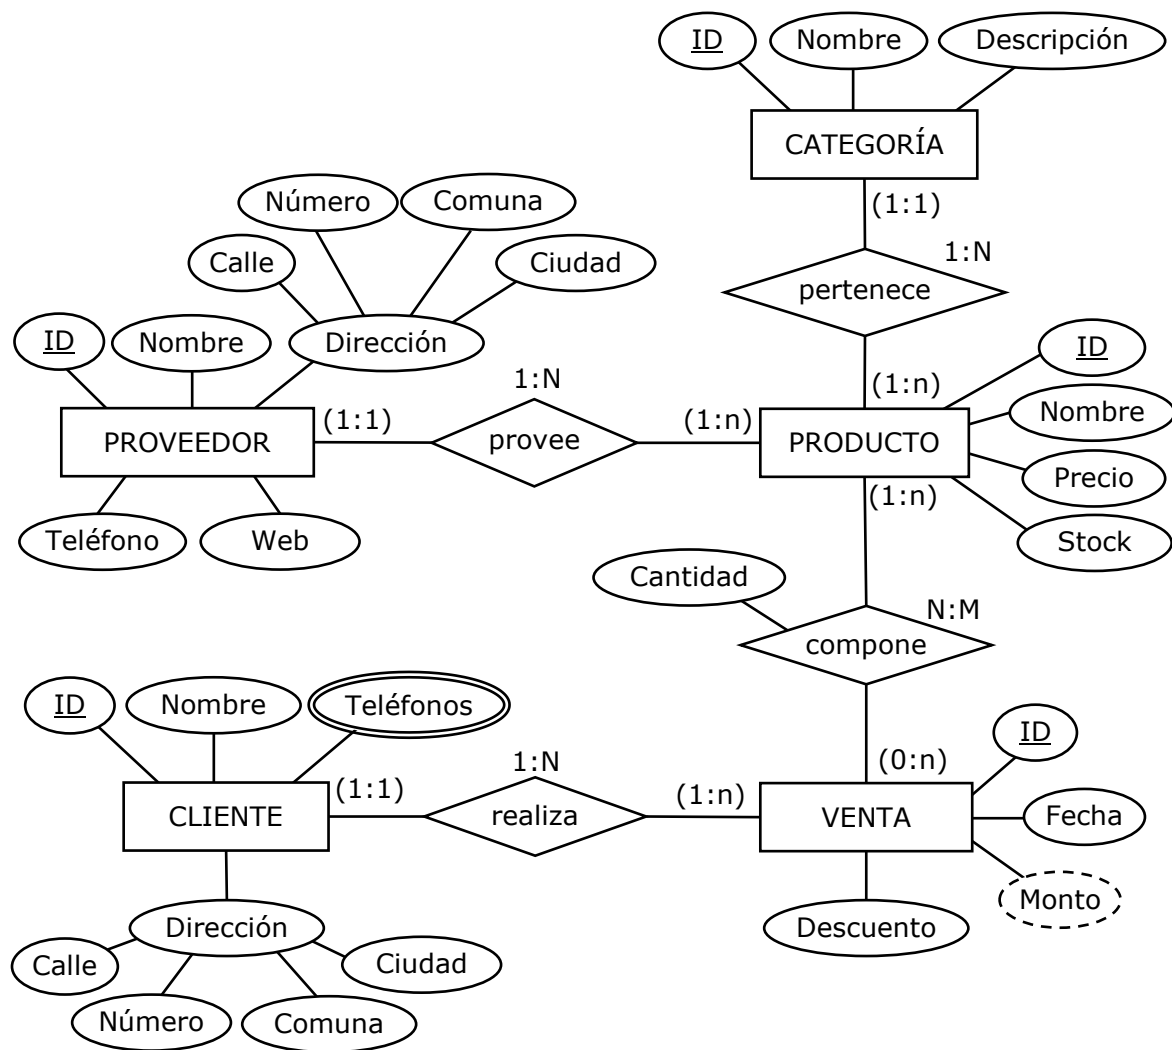 ID
Nombre
Descripción
CATEGORÍA
(1:1)
1:N
pertenece
Número
Comuna
Calle
Ciudad
ID
Nombre
Dirección
PROVEEDOR
(1:1)
1:N
provee
(1:n)
(1:n)
PRODUCTO
(1:n)
ID
Nombre
Precio
Stock
Teléfono
Web
Cantidad
N:M
compone
ID
Nombre
Teléfonos
CLIENTE
(1:1)
1:N
realiza
(1:n)
(0:n)
VENTA
ID
Fecha
Monto
Descuento
Dirección
Calle
Ciudad
Número
Comuna